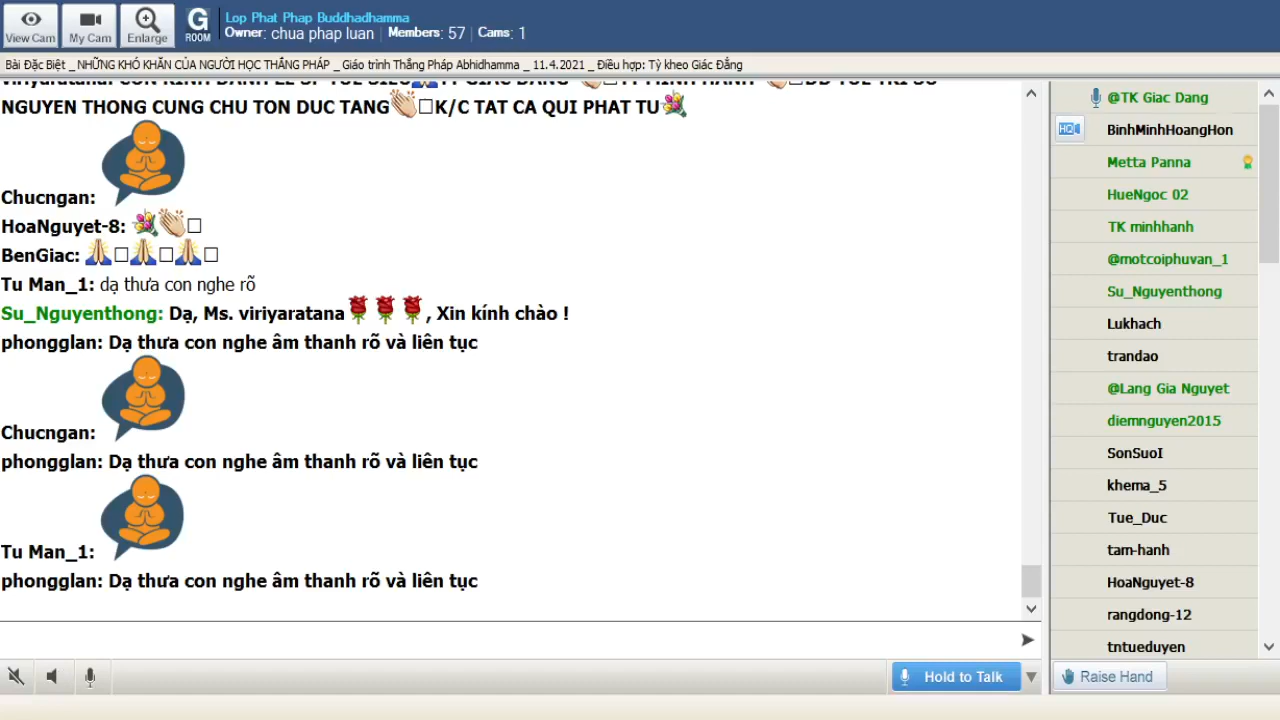 View Cam
My Cam
Enlarge
G
ROOM
Lop Phat Phap Buddhadhamma
Owner: chua phap luan | Members: 57 | Cams: 1
Bài Đặc Biệt _NHỮNG KHÓ KHĂN CỦA NGƯỜI HỌC THẮNG PHÁP _ Giáo trình Thắng Pháp Abhidhamma _ 11.4.2021 _ Điều hợp: Tỳ kheo Giác Đẳng
NGUYEN THONG CUNG CHU TON DUC TANG👏🏻□K/C TAT CA QUI PHAT TU💐
Chucngan:
HoaNguyet-8: 💐👏🏻□
BenGiac: 🙏□🙏□🙏□
Tu Man_1: dạ thưa con nghe rõ
Su_Nguyenthong: Dạ, Ms. viriyaratana🌹🌹🌹, Xin kính chào !
phongglan: Dạ thưa con nghe âm thanh rõ và liên tục
Chucngan:
phongglan: Dạ thưa con nghe âm thanh rõ và liên tục
Tu Man_1:
phongglan: Dạ thưa con nghe âm thanh rõ và liên tục
Hold to Talk
@TK Giac Dang
HQ
BinhMinhHoangHon
Metta Panna
HueNgoc 02
TK minhhanh
@motcoiphuvan_1
Su_Nguyenthong
Lukhach
trandao
@Lang Gia Nguyet
diemnguyen2015
SonSuoI
khema_5
Tue_Duc
tam-hanh
HoaNguyet-8
rangdong-12
tntueduyen
Raise Hand